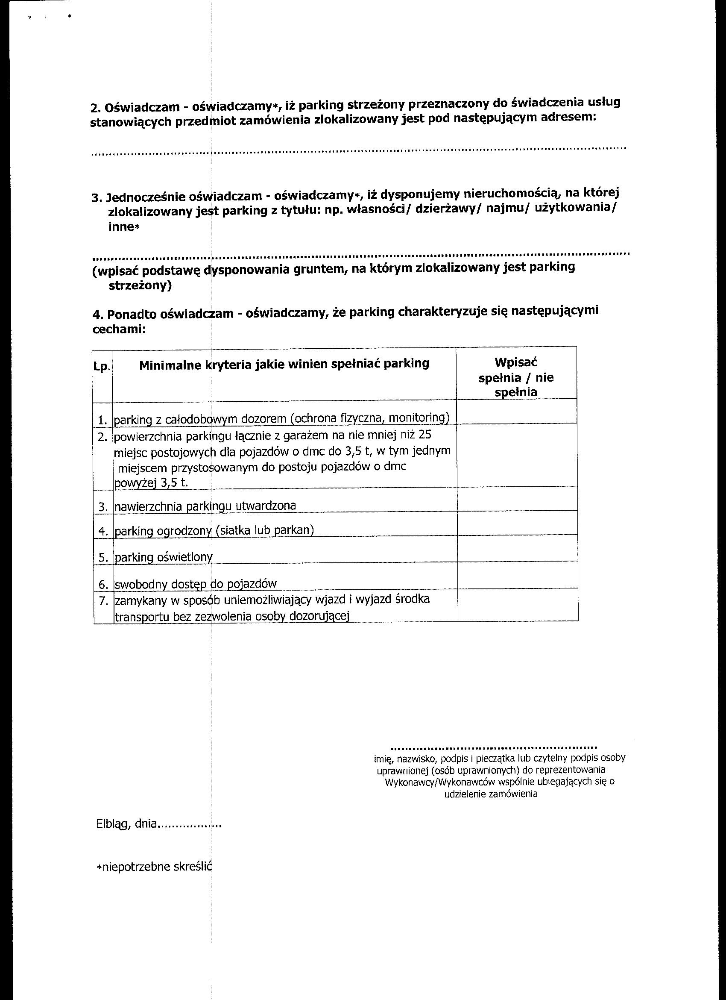 2. Oświadczam - oświadczamy*, iż parking strzeżony przeznaczony do świadczenia usług
stanowiących przedmiot zamówienia zlokalizowany jest pod następującym adresem:
3. Jednocześnie oświadczam - oświadczamy*, iż dysponujemy nieruchomością, na której
zlokalizowany jest parking z tytułu: np. własności/ dzierżawy/ najmu/ użytkowania/
inne*
(wpisać podstawę dysponowania gruntem, na którym zlokalizowany jest parking
strzeżony)
4. Ponadto oświadczam - oświadczamy, że parking charakteryzuje się następującymi
cechami:
Lp. Minimalne kryteria jakie winien spełniać parking Wpisać
spełnia / nie
spełnia
1. parking z całodobowym dozorem (ochrona fizyczna, monitoring)
2. powierzchnia parkingu łącznie z garażem na nie mniej niż 25
miejsc postojowych dla pojazdów o dmc do 3,5 t, w tym jednym
miejscem przystosowanym do postoju pojazdów o dmc
powyżej 3,5 t.
3. nawierzchnia parkingu utwardzona
4. parking ogrodzony (siatka lub parkan)
5. parking oświetlony
6. swobodny dostęp do pojazdów
7. zamykany w sposób uniemożliwiający wjazd i wyjazd środka
transportu bez zezwolenia osoby dozorującej
imię, nazwisko, podpis i pieczątka lub czytelny podpis osoby
uprawnionej (osób uprawnionych) do reprezentowania
Wykonawcy/Wykonawców wspólnie ubiegających się o
udzielenie zamówienia
Elbląg, dnia..................
*niepotrzebne skreślić